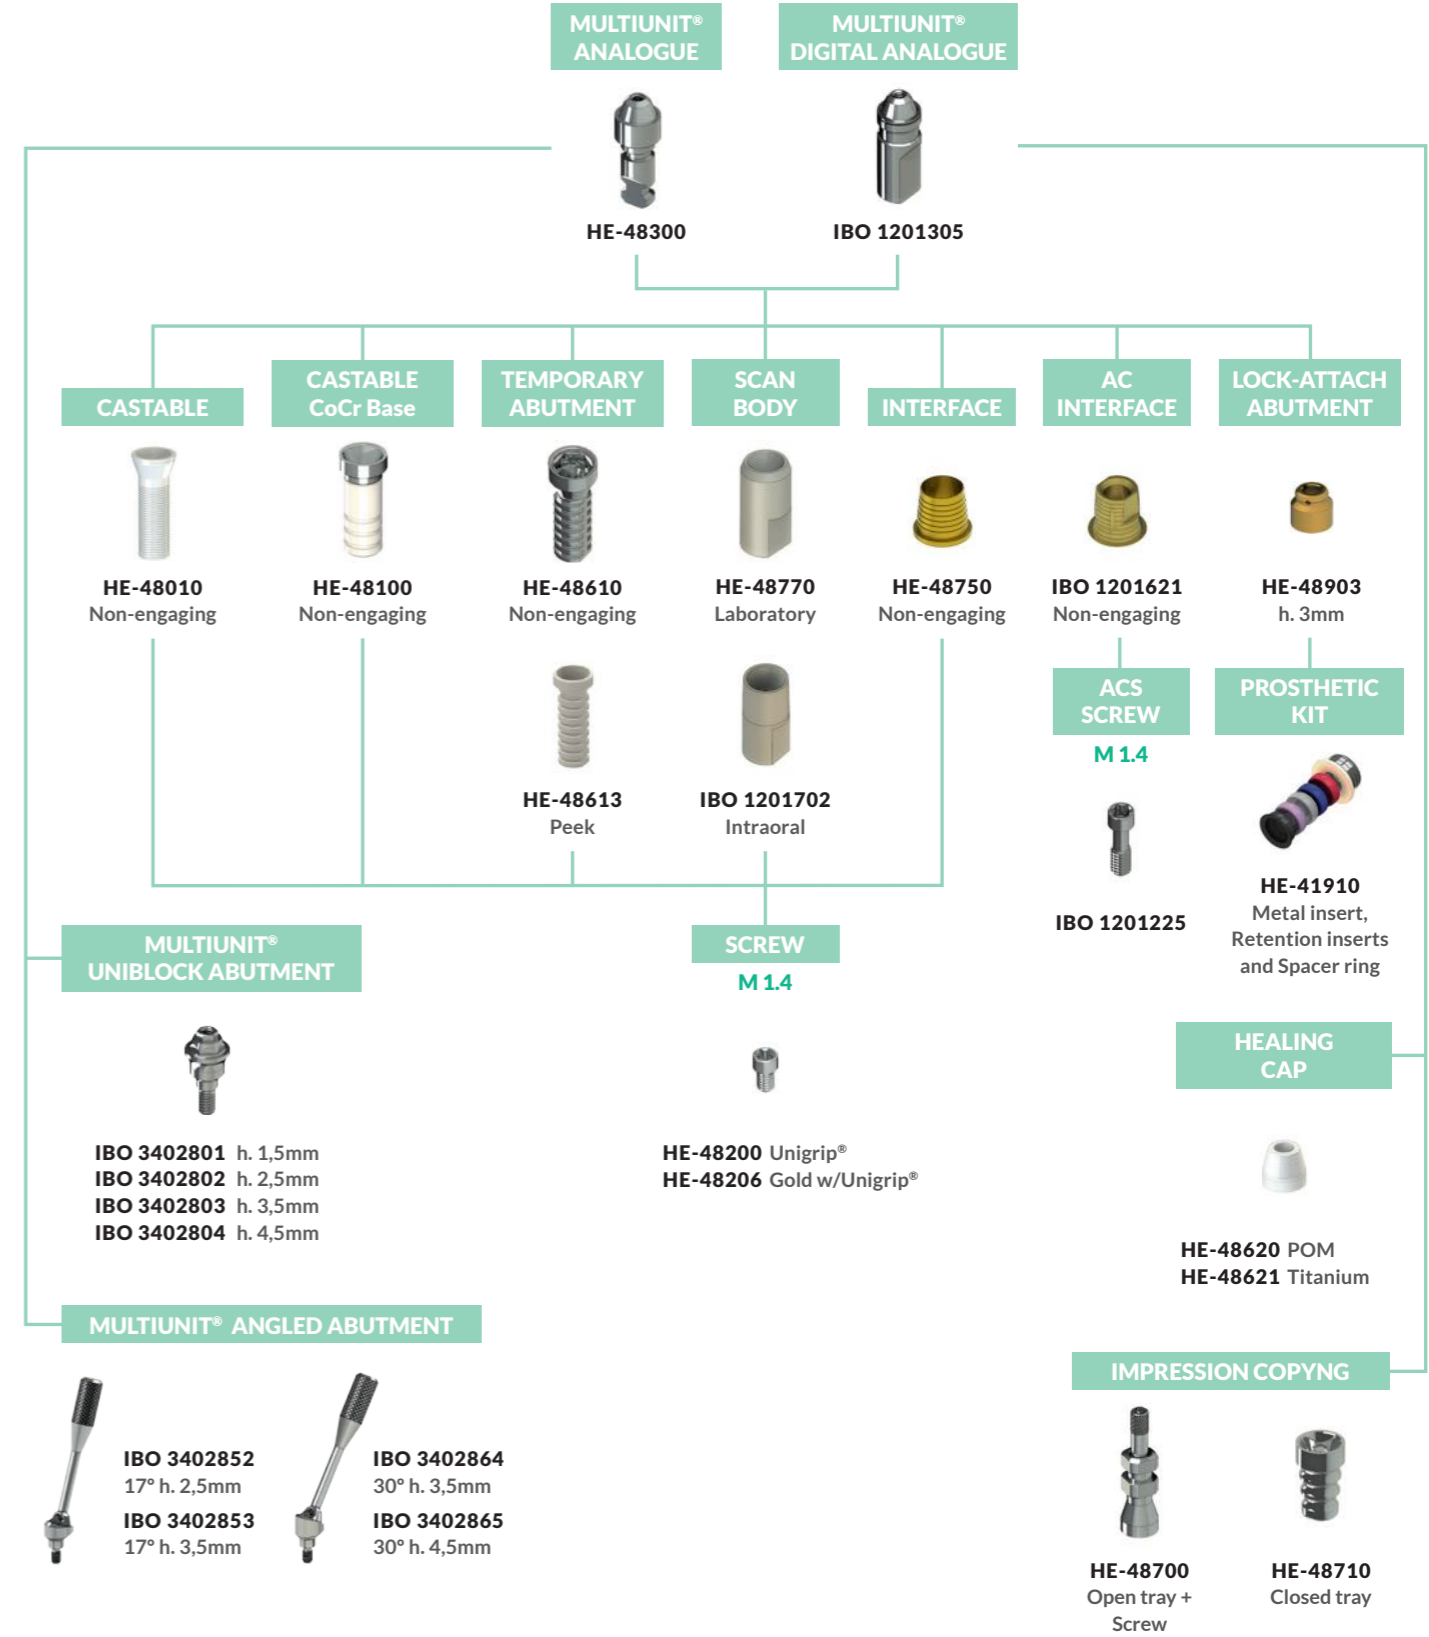 MULTIUNIT®
ANALOGUE
MULTIUNIT®
DIGITAL ANALOGUE
HE-48300
IBO 1201305
CASTABLE
CASTABLE
CoCr Base
TEMPORARY
ABUTMENT
SCAN
BODY
INTERFACE
AC
INTERFACE
LOCK-ATTACH
ABUTMENT
HE-48010
Non-engaging
HE-48100
Non-engaging
HE-48610
Non-engaging
HE-48770
Laboratory
HE-48750
Non-engaging
IBO 1201621
Non-engaging
HE-48903
h. 3mm
HE-48613
Peek
IBO 1201702
Intraoral
ACS
SCREW
M 1.4
IBO 1201225
PROSTHETIC
KIT
HE-41910
Metal insert,
Retention inserts
and Spacer ring
MULTIUNIT®
UNIBLOCK ABUTMENT
IBO 3402801 h. 1,5mm
IBO 3402802 h. 2,5mm
IBO 3402803 h. 3,5mm
IBO 3402804 h. 4,5mm
SCREW
M 1.4
HE-48200 Unigrip®
HE-48206 Gold w/Unigrip®
HEALING
CAP
HE-48620 POM
HE-48621 Titanium
MULTIUNIT® ANGLED ABUTMENT
IBO 3402852
17º h. 2,5mm
IBO 3402853
17º h. 3,5mm
IBO 3402864
30º h. 3,5mm
IBO 3402865
30º h. 4,5mm
IMPRESSION COPYNG
HE-48700
Open tray +
Screw
HE-48710
Closed tray